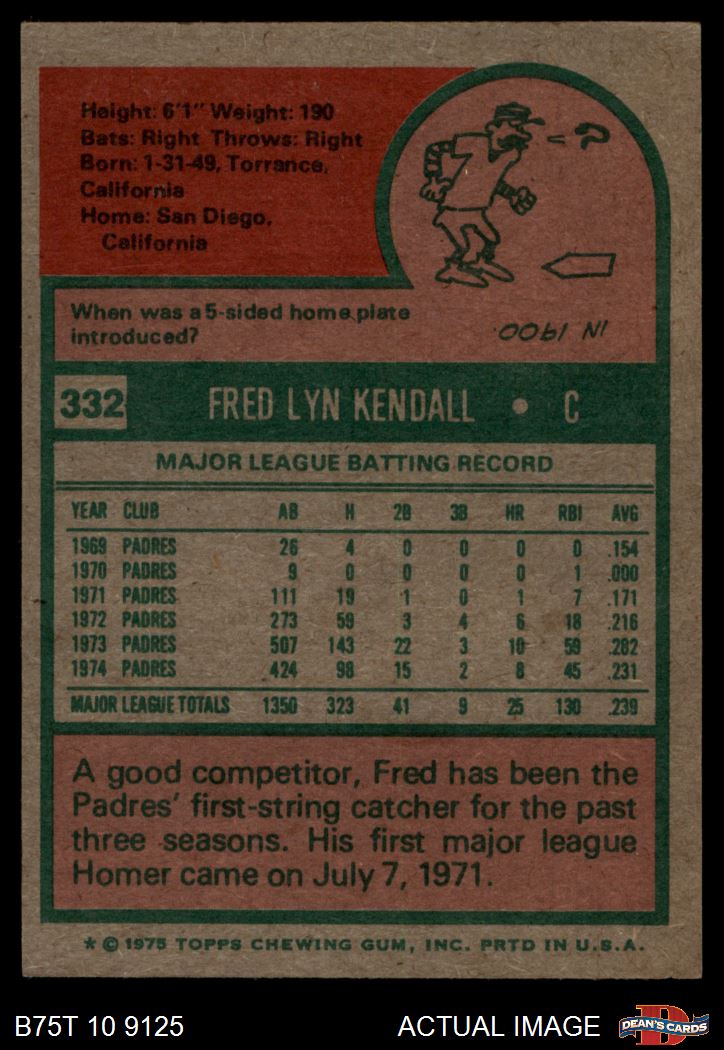 Height: 6'1" Weight: 190
Bats: Right Throws: Right
Born: 1-31-49, Torrance,
California
Home: San Diego,
California
?
When was a 5-sided home plate
introduced?
IN 1900.
332 FRED LYN KENDALL • C
MAJOR LEAGUE BATTING RECORD
YEAR CLUB AB H 2B 3B HR RBI AVG
1969 PADRES 26 4 0 0 0 0 .154
1970 PADRES 9 0 0 0 0 1 .000
1971 PADRES 111 19 1 0 1 7 .171
1972 PADRES 273 59 3 4 6 18 .216
1973 PADRES 507 143 22 3 10 59 .282
1974 PADRES 424 98 15 2 8 45 .231
MAJOR LEAGUE TOTALS 1350 323 41 9 25 130 .239
A good competitor, Fred has been the
Padres' first-string catcher for the past
three seasons. His first major league
Homer came on July 7, 1971.
* © 1975 TOPPS CHEWING GUM, INC. PRTD IN U.S.A.
B75T 10 9125 ACTUAL IMAGE D DEAN'S CARDS